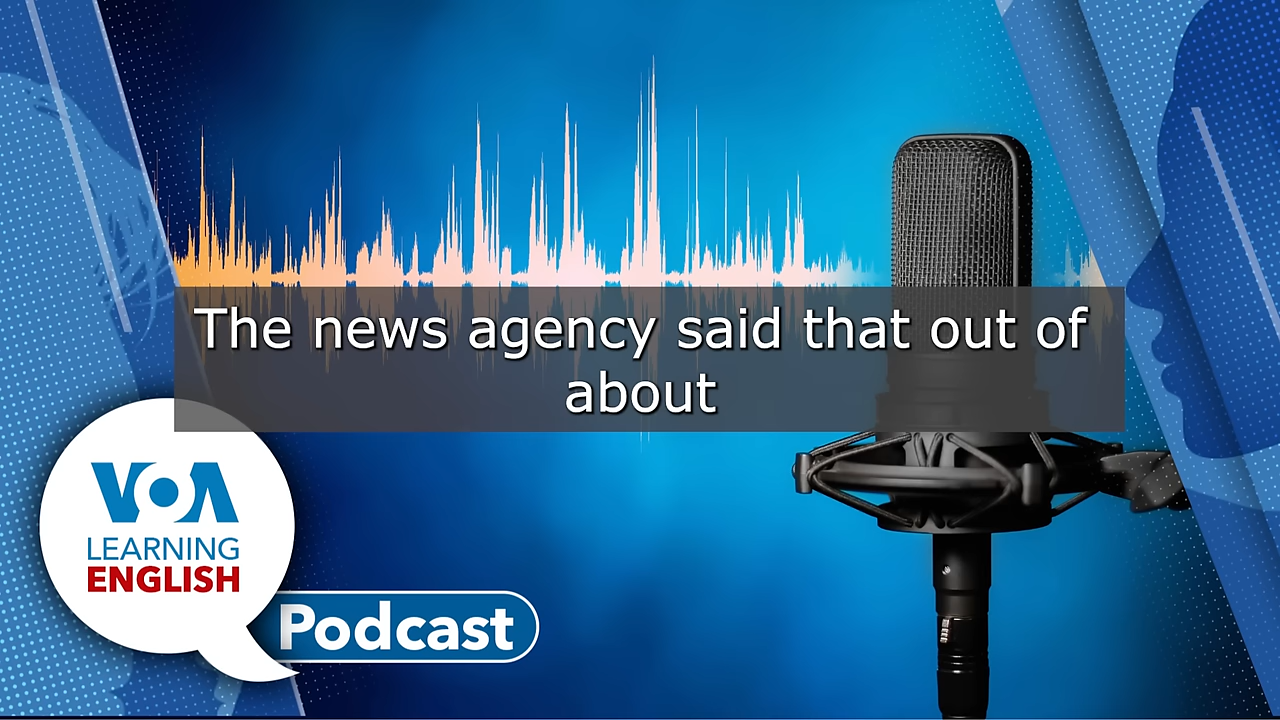 The news agency said that out of
about
VOA
LEARNING
ENGLISH
Podcast